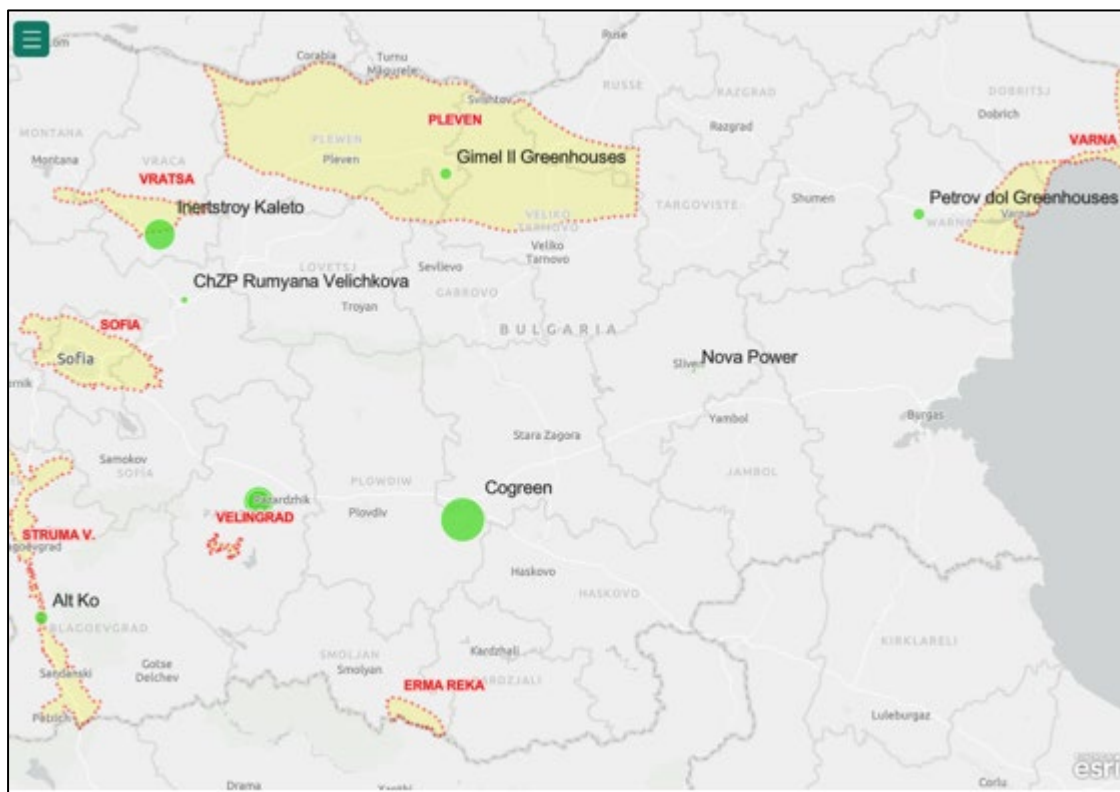 Corabia
Turnu
Măgurele
Ruse
Svishtov
RUSSE
RAZGRAD
DOBRITSJ
Dobrich
PLEVEN
MONTANA
PLEWEN
Razgrad
VARNA
Montana
VRACA
Pleven
Gimel II Greenhouses
VRATSA
Inertstroy Kaleto
TARGOVISTE
Shumen
Petrov dol Greenhouses
VELIKO
TARNOVO
WARNA
Varna
Veliko
Tarnovo
LOVETSJ
Sevlievo
ChZP Rumyana Velichkova
GABROVO
Troyan
SOFIA
BULGARIA
Sofia
Nova Power
Sliven
Yambol
Burgas
Stara Zagora
Samokov
SOFIA
JAMBOL
PLOWDIW
Cogreen
Pazardzhik
Plovdiv
VELINGRAD
STRUMA V.
Haskovo
HASKOVO
Alt Ko
BLAGOEVGRAD
KIRKLARELI
SMOLJAN
Kardzhali
Gotse
Delchev
Smolyan
Sandanski
ERMA REKA
Petrich
Luleburgaz
esri
Drama
Xanthi
Corlu